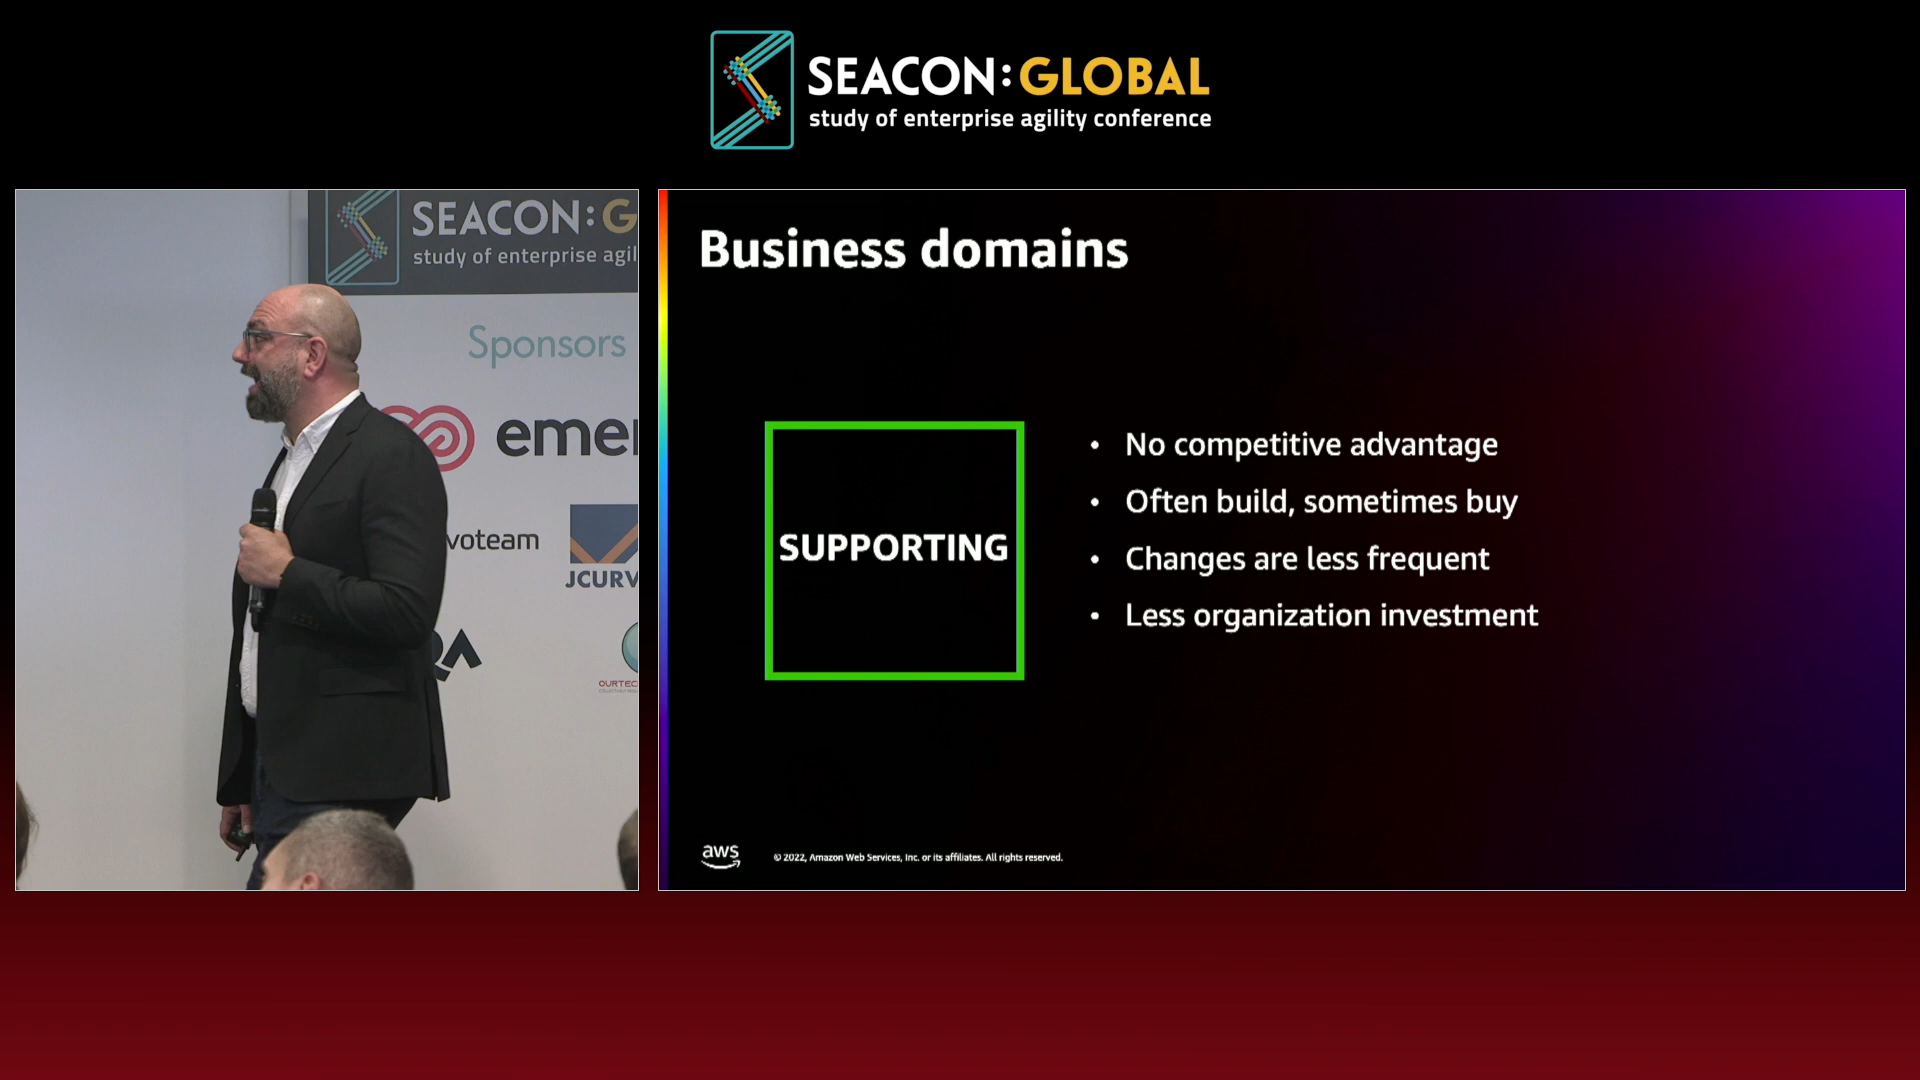 SEACON:GLOBAL
study of enterprise agility conference
SEACON:G
study of enterprise agil
Sponsors
emer
voteam
JCURV
OURTEC
Business domains
SUPPORTING
• No competitive advantage
• Often build, sometimes buy
• Changes are less frequent
• Less organization investment
aws
© 2022, Amazon Web Services, Inc. or its affiliates. All rights reserved.